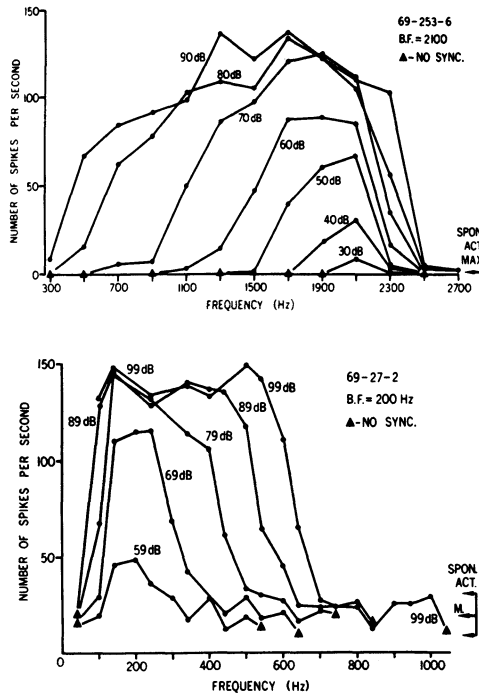 69-253-6
B.F. = 2100
▲-NO SYNC.
NUMBER OF SPIKES PER SECOND
150
100
50
0
90dB
80dB
70dB
60dB
50dB
40dB
30dB
SPON.
ACT.
MAX.
300 700 1100 1500 1900 2300 2700
FREQUENCY (Hz)
69-27-2
B.F. = 200 Hz
▲-NO SYNC.
NUMBER OF SPIKES PER SECOND
150
100
50
99dB
99dB
89dB
89dB
79dB
69dB
59dB
99dB
SPON.
ACT.
M.
0 200 400 600 800 1000
FREQUENCY (Hz)